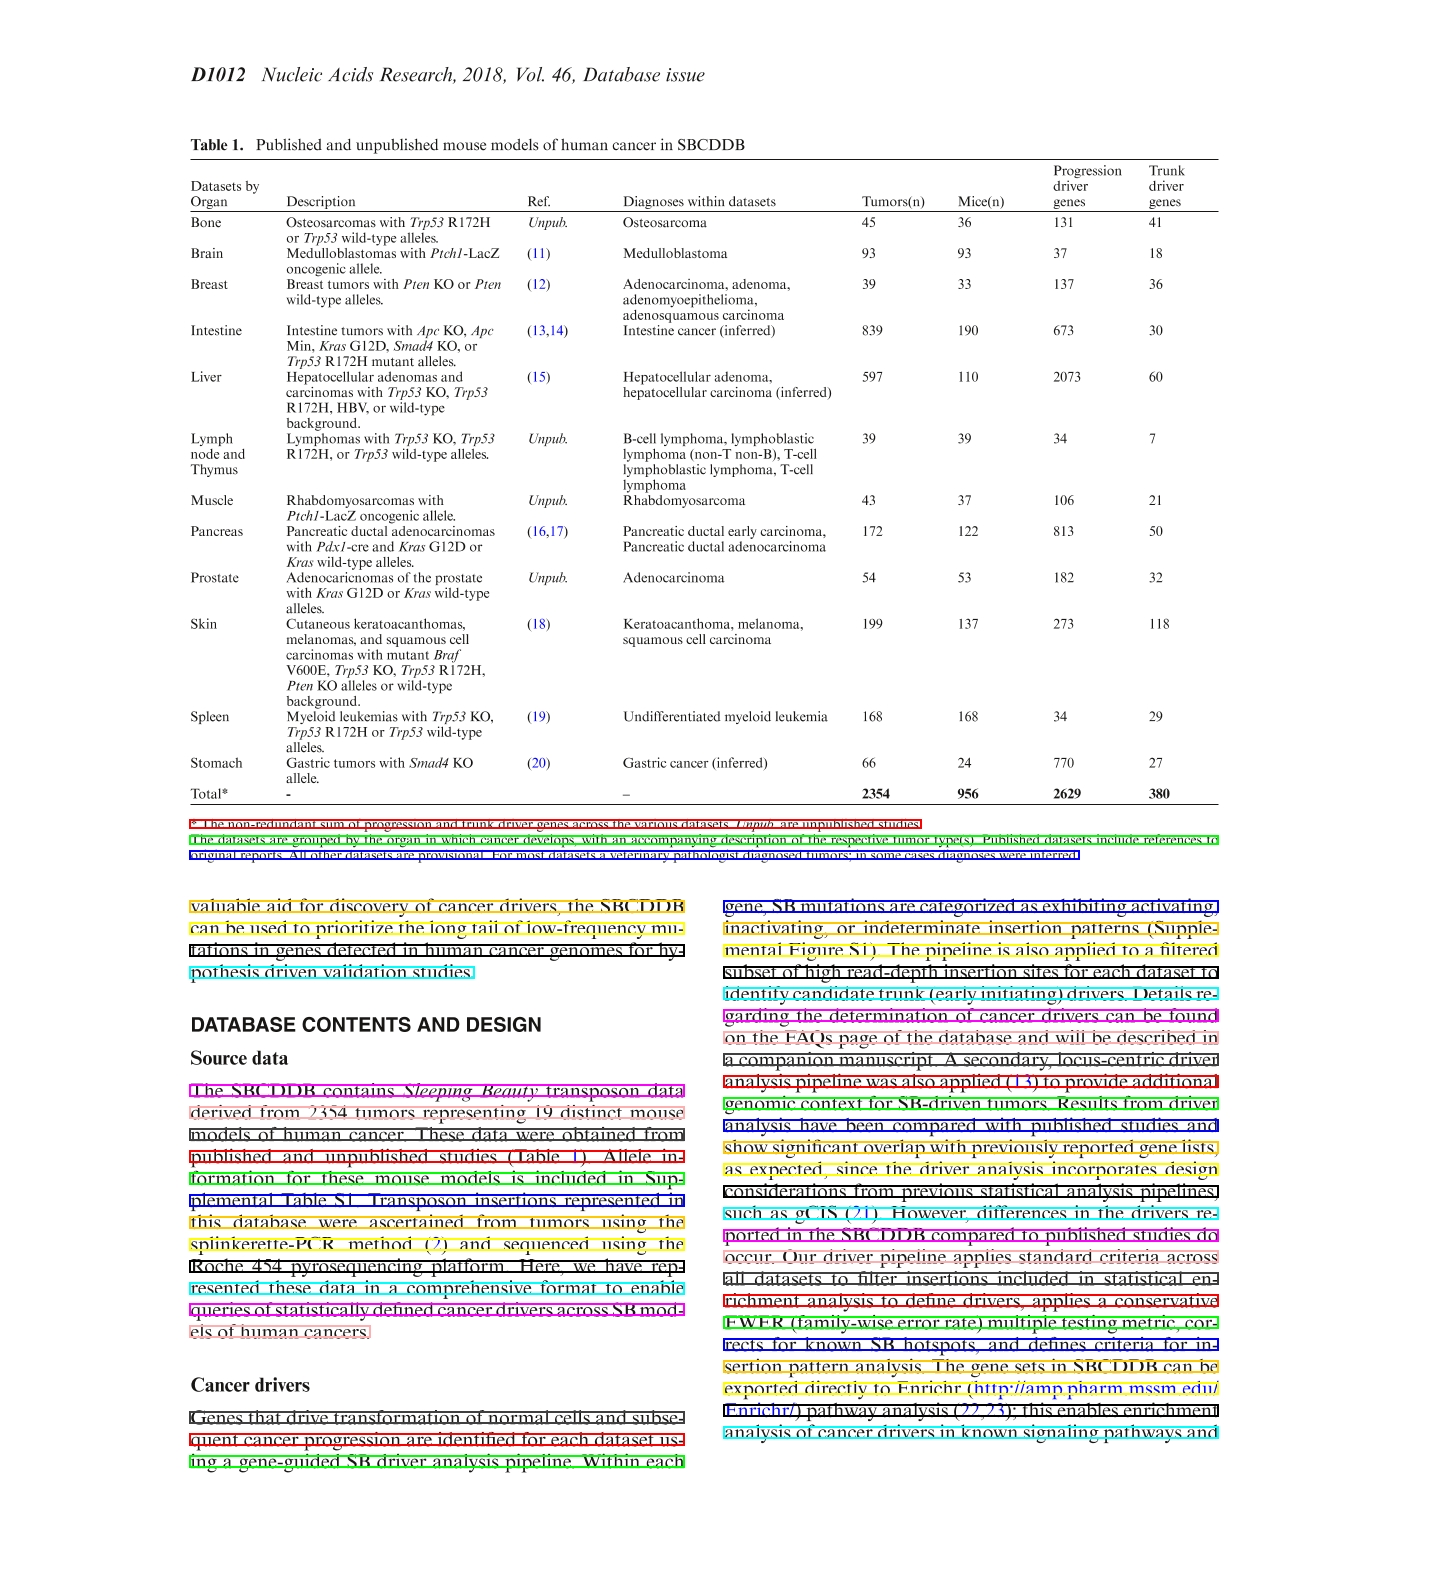 D1012 Nucleic Acids Research, 2018, Vol. 46, Database issue
Table 1. Published and unpublished mouse models of human cancer in SBCDDB
Datasets by Organ Description Ref. Diagnoses within datasets Tumors(n) Mice(n) Progression driver genes Trunk driver genes
Bone Osteosarcomas with Trp53 R172H or Trp53 wild-type alleles. Unpub. Osteosarcoma 45 36 131 41
Brain Medulloblastomas with Ptch1-LacZ oncogenic allele. (11) Medulloblastoma 93 93 37 18
Breast Breast tumors with Pten KO or Pten wild-type alleles. (12) Adenocarcinoma, adenoma, adenomyoepithelioma, adenosquamous carcinoma 39 33 137 36
Intestine Intestine tumors with Apc KO, Apc Min, Kras G12D, Smad4 KO, or Trp53 R172H mutant alleles. (13,14) Intestine cancer (inferred) 839 190 673 30
Liver Hepatocellular adenomas and carcinomas with Trp53 KO, Trp53 R172H, HBV, or wild-type background. (15) Hepatocellular adenoma, hepatocellular carcinoma (inferred) 597 110 2073 60
Lymph node and Thymus Lymphomas with Trp53 KO, Trp53 R172H, or Trp53 wild-type alleles. Unpub. B-cell lymphoma, lymphoblastic lymphoma (non-T non-B), T-cell lymphoblastic lymphoma, T-cell lymphoma 39 39 34 7
Muscle Rhabdomyosarcomas with Ptch1-LacZ oncogenic allele. Unpub. Rhabdomyosarcoma 43 37 106 21
Pancreas Pancreatic ductal adenocarcinomas with Pdx1-cre and Kras G12D or Kras wild-type alleles. (16,17) Pancreatic ductal early carcinoma, Pancreatic ductal adenocarcinoma 172 122 813 50
Prostate Adenocaricnomas of the prostate with Kras G12D or Kras wild-type alleles. Unpub. Adenocarcinoma 54 53 182 32
Skin Cutaneous keratoacanthomas, melanomas, and squamous cell carcinomas with mutant Braf V600E, Trp53 KO, Trp53 R172H, Pten KO alleles or wild-type background. (18) Keratoacanthoma, melanoma, squamous cell carcinoma 199 137 273 118
Spleen Myeloid leukemias with Trp53 KO, Trp53 R172H or Trp53 wild-type alleles. (19) Undifferentiated myeloid leukemia 168 168 34 29
Stomach Gastric tumors with Smad4 KO allele. (20) Gastric cancer (inferred) 66 24 770 27
Total* - – 2354 956 2629 380
* The non-redundant sum of progression and trunk driver genes across the various datasets. Unpub. are unpublished studies.
The datasets are grouped by the organ in which cancer develops, with an accompanying description of the respective tumor type(s). Published datasets include references to
original reports. All other datasets are provisional. For most datasets a veterinary pathologist diagnosed tumors; in some cases diagnoses were inferred.
valuable aid for discovery of cancer drivers, the SBCDDB
can be used to prioritize the long tail of low-frequency mu-
tations in genes detected in human cancer genomes for hy-
pothesis driven validation studies.
DATABASE CONTENTS AND DESIGN
Source data
The SBCDDB contains Sleeping Beauty transposon data
derived from 2354 tumors representing 19 distinct mouse
models of human cancer. These data were obtained from
published and unpublished studies (Table 1). Allele in-
formation for these mouse models is included in Sup-
plemental Table S1. Transposon insertions represented in
this database were ascertained from tumors using the
splinkerette-PCR method (2) and sequenced using the
Roche 454 pyrosequencing platform. Here, we have rep-
resented these data in a comprehensive format to enable
queries of statistically defined cancer drivers across SB mod-
els of human cancers.
Cancer drivers
Genes that drive transformation of normal cells and subse-
quent cancer progression are identified for each dataset us-
ing a gene-guided SB driver analysis pipeline. Within each
gene, SB mutations are categorized as exhibiting activating,
inactivating, or indeterminate insertion patterns (Supple-
mental Figure S1). The pipeline is also applied to a filtered
subset of high read-depth insertion sites for each dataset to
identify candidate trunk (early initiating) drivers. Details re-
garding the determination of cancer drivers can be found
on the FAQs page of the database and will be described in
a companion manuscript. A secondary, locus-centric driver
analysis pipeline was also applied (13) to provide additional
genomic context for SB-driven tumors. Results from driver
analysis have been compared with published studies and
show significant overlap with previously reported gene lists,
as expected, since the driver analysis incorporates design
considerations from previous statistical analysis pipelines,
such as gCIS (21). However, differences in the drivers re-
ported in the SBCDDB compared to published studies do
occur. Our driver pipeline applies standard criteria across
all datasets to filter insertions included in statistical en-
richment analysis to define drivers, applies a conservative
FWER (family-wise error rate) multiple testing metric, cor-
rects for known SB hotspots, and defines criteria for in-
sertion pattern analysis. The gene sets in SBCDDB can be
exported directly to Enrichr (http://amp.pharm.mssm.edu/
Enrichr/) pathway analysis (22,23); this enables enrichment
analysis of cancer drivers in known signaling pathways and